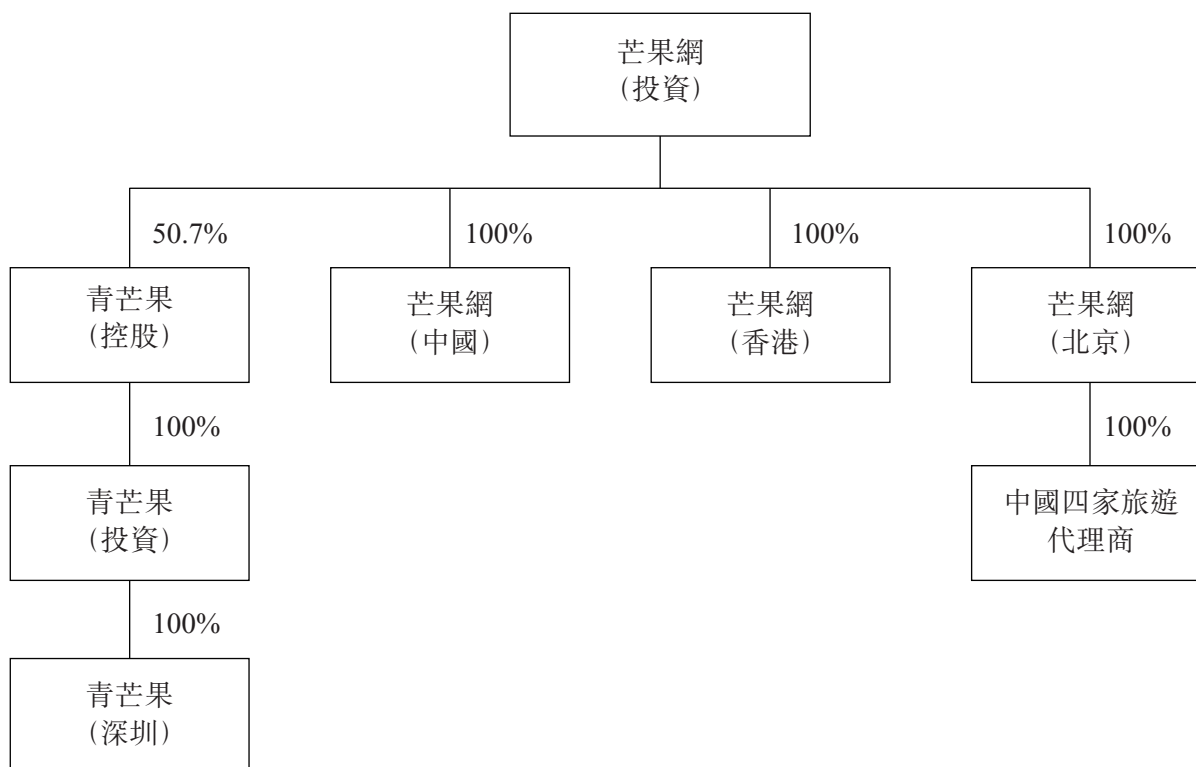 芒果網
(投資)
50.7%
100%
100%
100%
青芒果
(控股)
芒果網
(中國)
芒果網
(香港)
芒果網
(北京)
100%
100%
青芒果
(投資)
中國四家旅遊
代理商
100%
青芒果
(深圳)